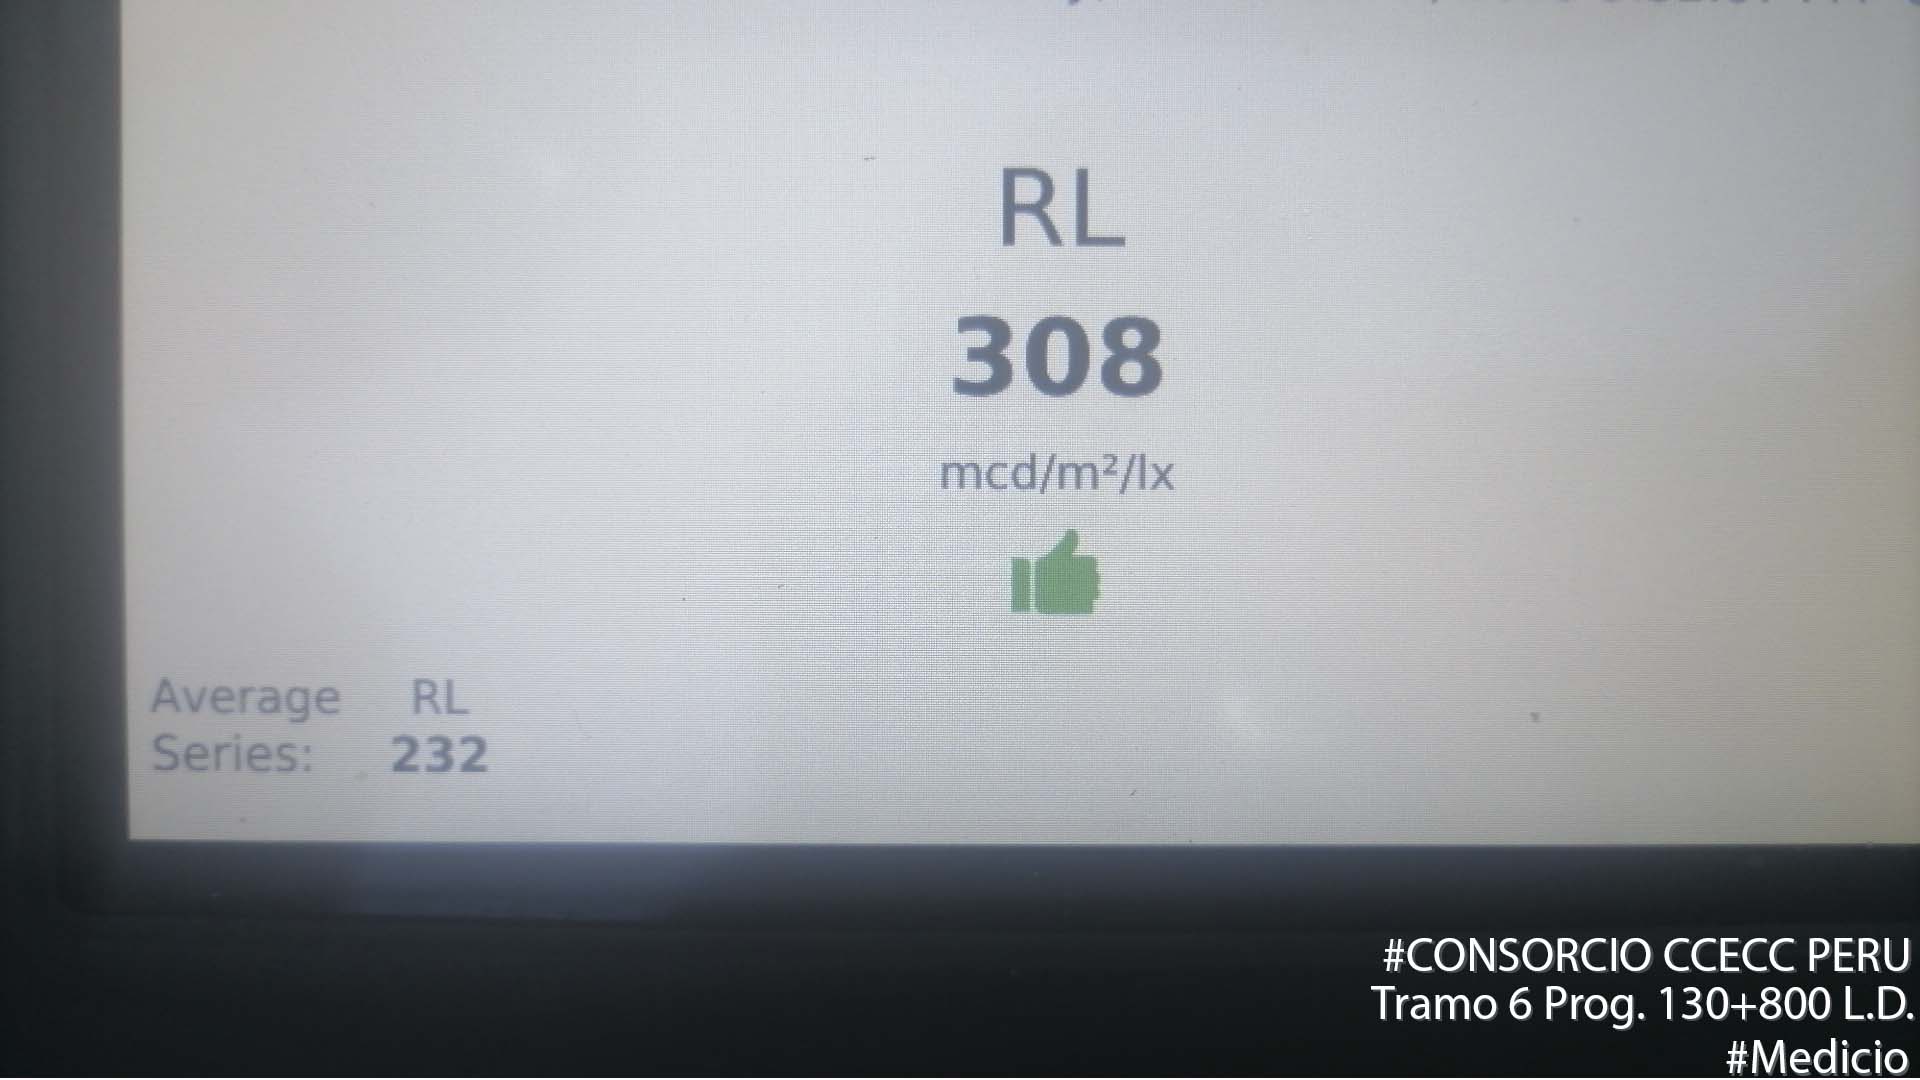 RL
308
mcd/m²/lx
Average RL
Series: 232
#CONSORCIO CCECC PERU
Tramo 6 Prog. 130+800 L.D.
#Medicio